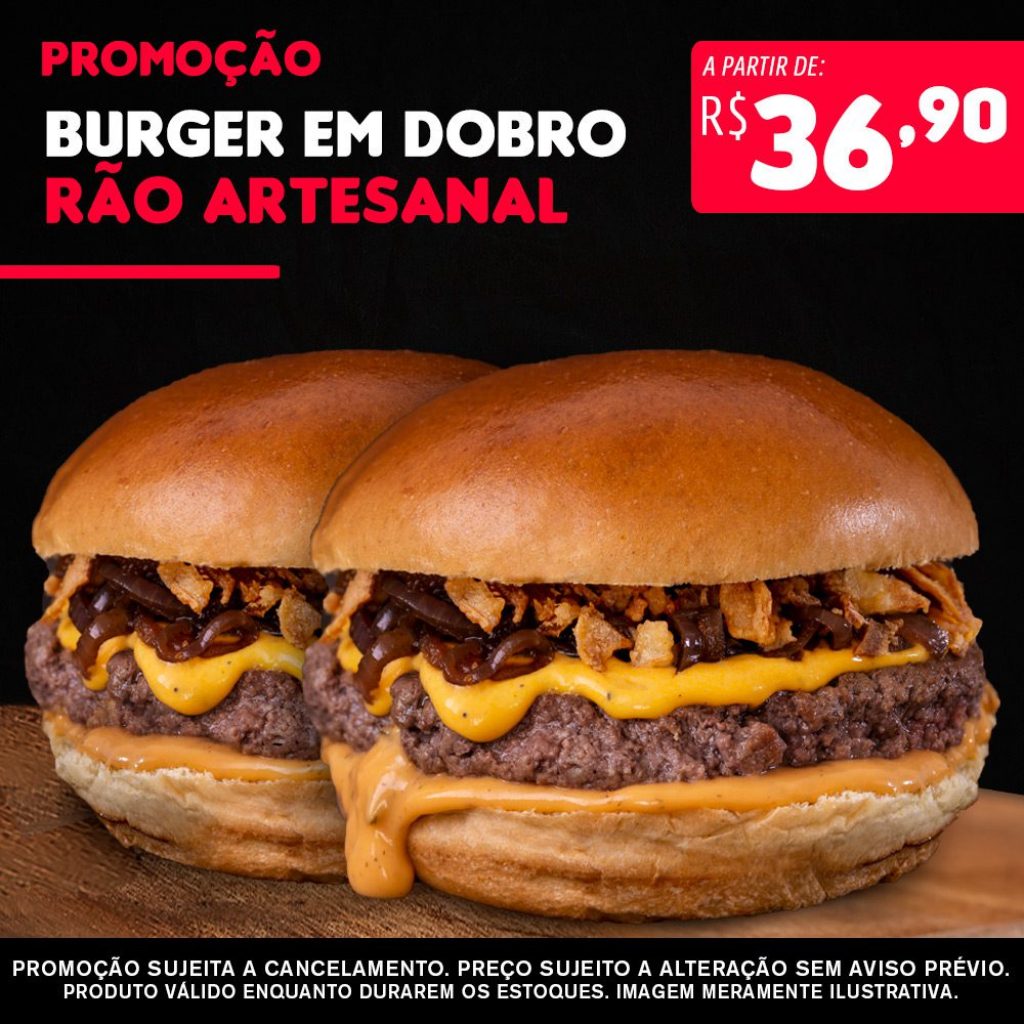 PROMOÇÃO
BURGER EM DOBRO
RÃO ARTESANAL
A PARTIR DE:
R$36,90
PROMOÇÃO SUJEITA A CANCELAMENTO. PREÇO SUJEITO A ALTERAÇÃO SEM AVISO PRÉVIO.
PRODUTO VÁLIDO ENQUANTO DURAREM OS ESTOQUES. IMAGEM MERAMENTE ILUSTRATIVA.